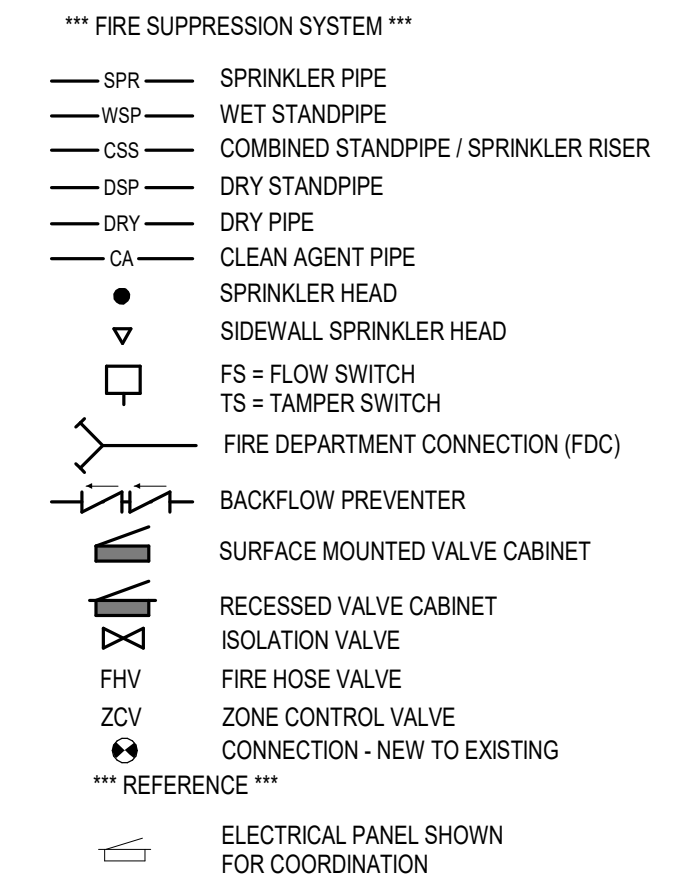 *** FIRE SUPPRESSION SYSTEM ***
SPR SPRINKLER PIPE
WSP WET STANDPIPE
CSS COMBINED STANDPIPE / SPRINKLER RISER
DSP DRY STANDPIPE
DRY DRY PIPE
CA CLEAN AGENT PIPE
SPRINKLER HEAD
SIDEWALL SPRINKLER HEAD
FS = FLOW SWITCH
TS = TAMPER SWITCH
FIRE DEPARTMENT CONNECTION (FDC)
BACKFLOW PREVENTER
SURFACE MOUNTED VALVE CABINET
RECESSED VALVE CABINET
ISOLATION VALVE
FHV FIRE HOSE VALVE
ZCV ZONE CONTROL VALVE
CONNECTION - NEW TO EXISTING
*** REFERENCE ***
ELECTRICAL PANEL SHOWN
FOR COORDINATION